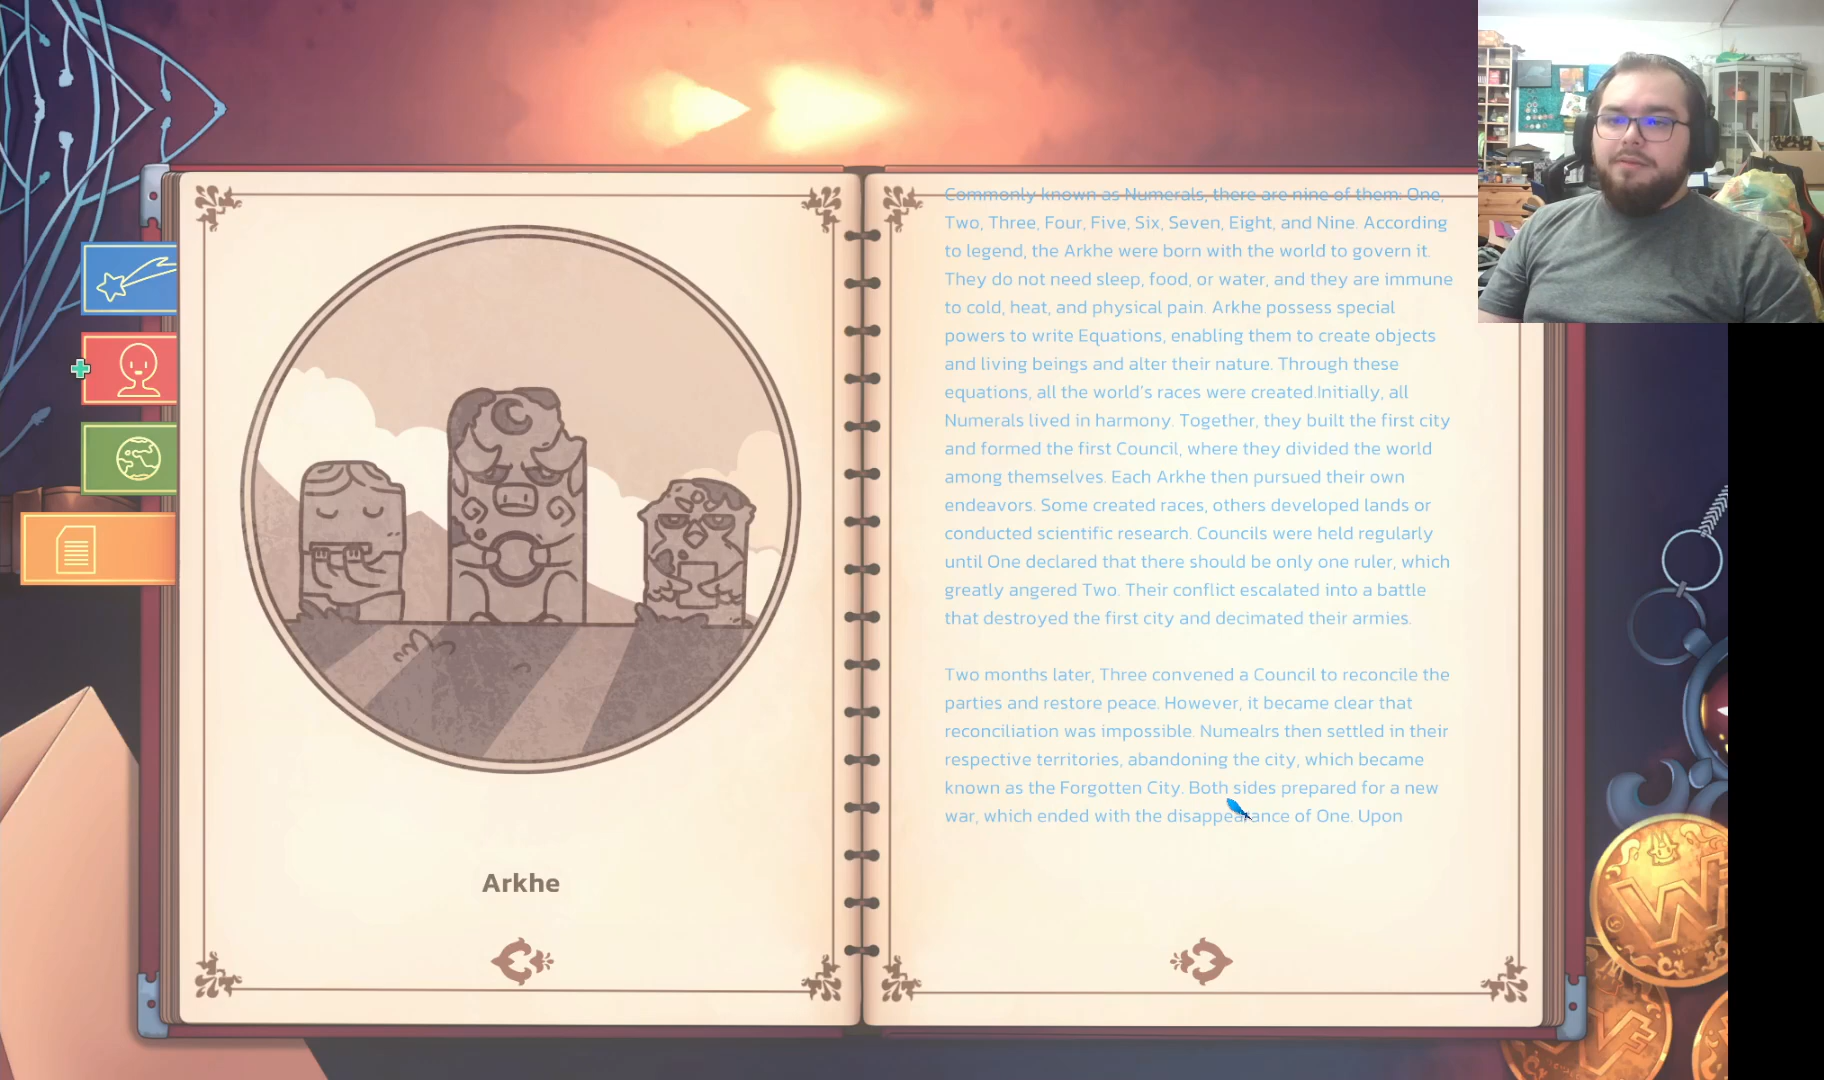 Commonly known as Numerals, there are nine of them: One,
Two, Three, Four, Five, Six, Seven, Eight, and Nine. According
to legend, the Arkhe were born with the world to govern it.
They do not need sleep, food, or water, and they are immune
to cold, heat, and physical pain. Arkhe possess special
powers to write Equations, enabling them to create objects
and living beings and alter their nature. Through these
equations, all the world's races were created.Initially, all
Numerals lived in harmony. Together, they built the first city
and formed the first Council, where they divided the world
among themselves. Each Arkhe then pursued their own
endeavors. Some created races, others developed lands or
conducted scientific research. Councils were held regularly
until One declared that there should be only one ruler, which
greatly angered Two. Their conflict escalated into a battle
that destroyed the first city and decimated their armies.
Two months later, Three convened a Council to reconcile the
parties and restore peace. However, it became clear that
reconciliation was impossible. Numealrs then settled in their
respective territories, abandoning the city, which became
known as the Forgotten City. Both sides prepared for a new
war, which ended with the disappearance of One. Upon
Arkhe